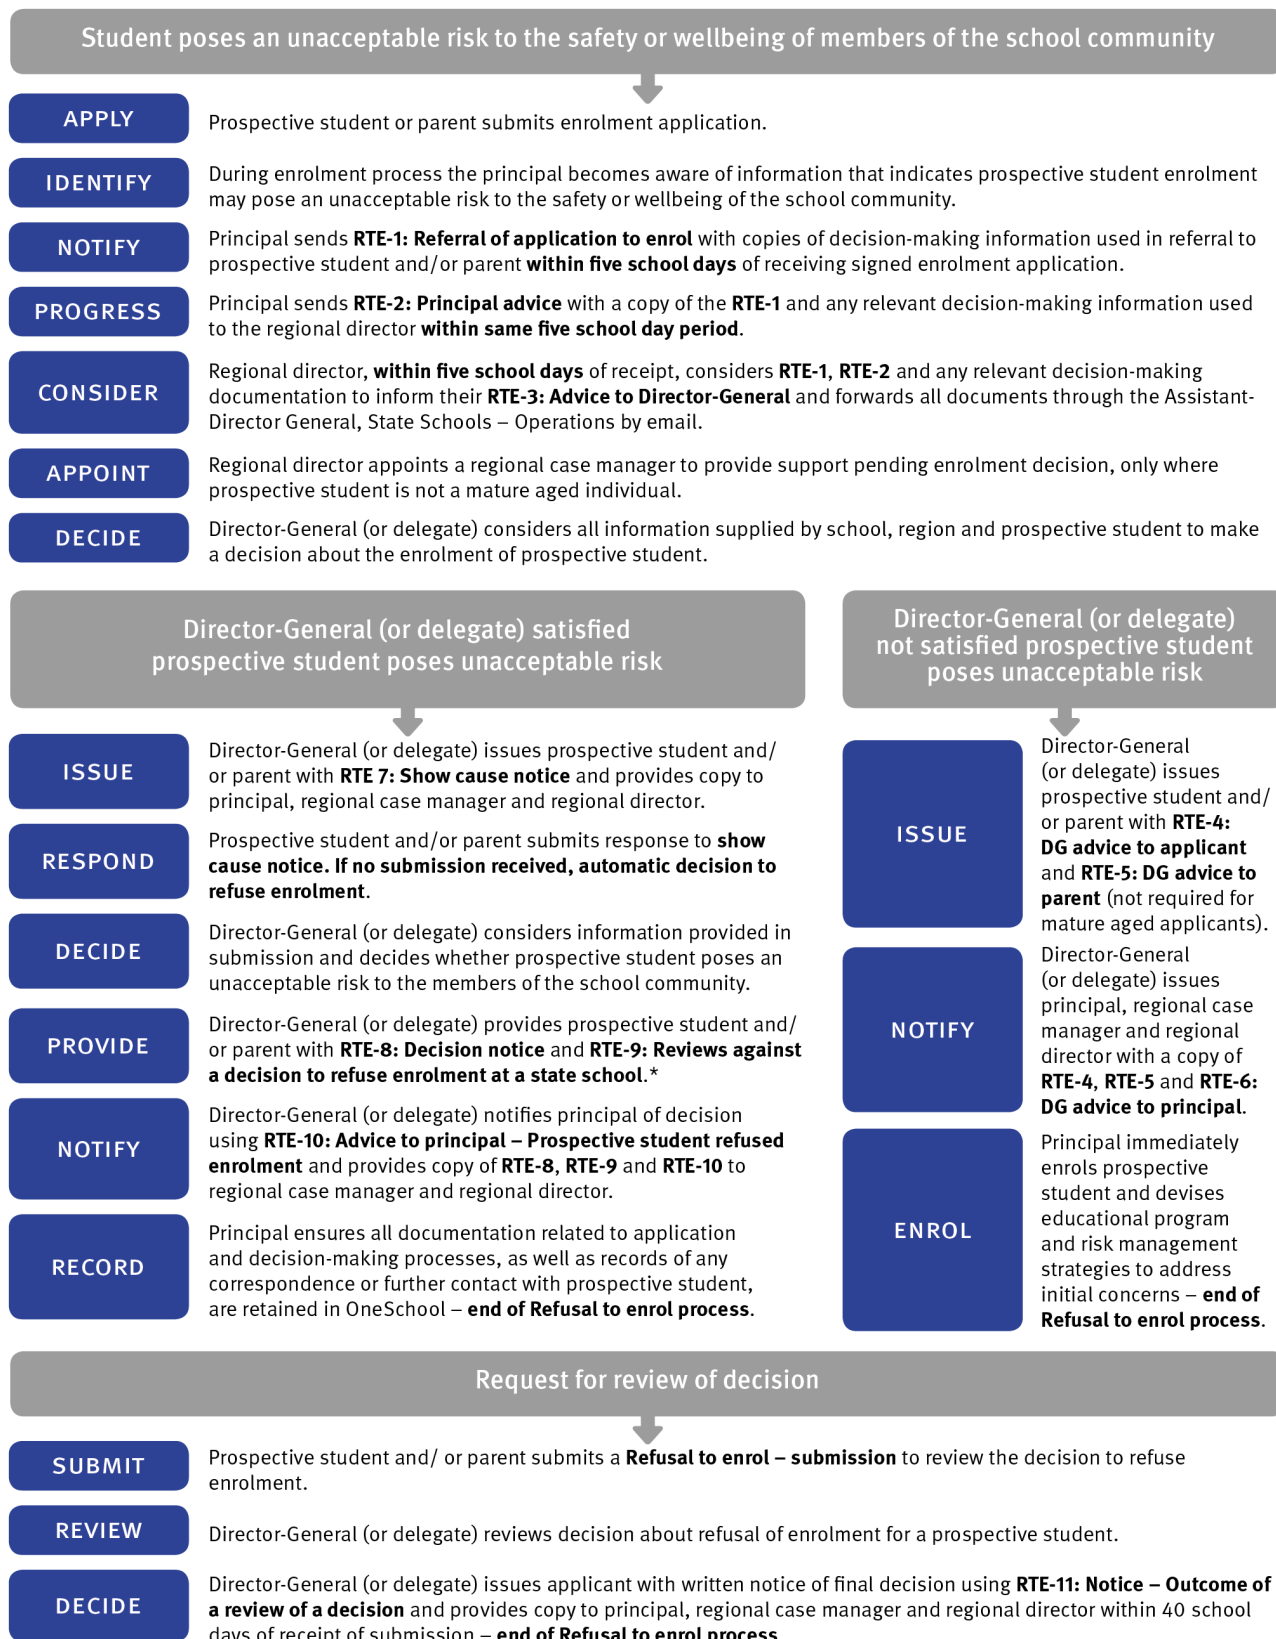 Student poses an unacceptable risk to the safety or wellbeing of members of the school community
APPLY
Prospective student or parent submits enrolment application.
IDENTIFY
During enrolment process the principal becomes aware of information that indicates prospective student enrolment
may pose an unacceptable risk to the safety or wellbeing of the school community.
NOTIFY
Principal sends RTE-1: Referral of application to enrol with copies of decision-making information used in referral to
prospective student and/or parent within five school days of receiving signed enrolment application.
PROGRESS
Principal sends RTE-2: Principal advice with a copy of the RTE-1 and any relevant decision-making information used
to the regional director within same five school day period.
CONSIDER
Regional director, within five school days of receipt, considers RTE-1, RTE-2 and any relevant decision-making
documentation to inform their RTE-3: Advice to Director-General and forwards all documents through the Assistant-
Director General, State Schools – Operations by email.
APPOINT
Regional director appoints a regional case manager to provide support pending enrolment decision, only where
prospective student is not a mature aged individual.
DECIDE
Director-General (or delegate) considers all information supplied by school, region and prospective student to make
a decision about the enrolment of prospective student.
Director-General (or delegate) satisfied
prospective student poses unacceptable risk
ISSUE
Director-General (or delegate) issues prospective student and/
or parent with RTE 7: Show cause notice and provides copy to
principal, regional case manager and regional director.
RESPOND
Prospective student and/or parent submits response to show
cause notice. If no submission received, automatic decision to
refuse enrolment.
DECIDE
Director-General (or delegate) considers information provided in
submission and decides whether prospective student poses an
unacceptable risk to the members of the school community.
PROVIDE
Director-General (or delegate) provides prospective student and/
or parent with RTE-8: Decision notice and RTE-9: Reviews against
a decision to refuse enrolment at a state school.*
NOTIFY
Director-General (or delegate) notifies principal of decision
using RTE-10: Advice to principal – Prospective student refused
enrolment and provides copy of RTE-8, RTE-9 and RTE-10 to
regional case manager and regional director.
RECORD
Principal ensures all documentation related to application
and decision-making processes, as well as records of any
correspondence or further contact with prospective student,
are retained in OneSchool – end of Refusal to enrol process.
Director-General (or delegate)
not satisfied prospective student
poses unacceptable risk
ISSUE
Director-General
(or delegate) issues
prospective student and/
or parent with RTE-4:
DG advice to applicant
and RTE-5: DG advice to
parent (not required for
mature aged applicants).
NOTIFY
Director-General
(or delegate) issues
principal, regional case
manager and regional
director with a copy of
RTE-4, RTE-5 and RTE-6:
DG advice to principal.
ENROL
Principal immediately
enrols prospective
student and devises
educational program
and risk management
strategies to address
initial concerns – end of
Refusal to enrol process.
Request for review of decision
SUBMIT
Prospective student and/ or parent submits a Refusal to enrol – submission to review the decision to refuse
enrolment.
REVIEW
Director-General (or delegate) reviews decision about refusal of enrolment for a prospective student.
DECIDE
Director-General (or delegate) issues applicant with written notice of final decision using RTE-11: Notice – Outcome of
a review of a decision and provides copy to principal, regional case manager and regional director within 40 school
days of receipt of submission – end of Refusal to enrol process